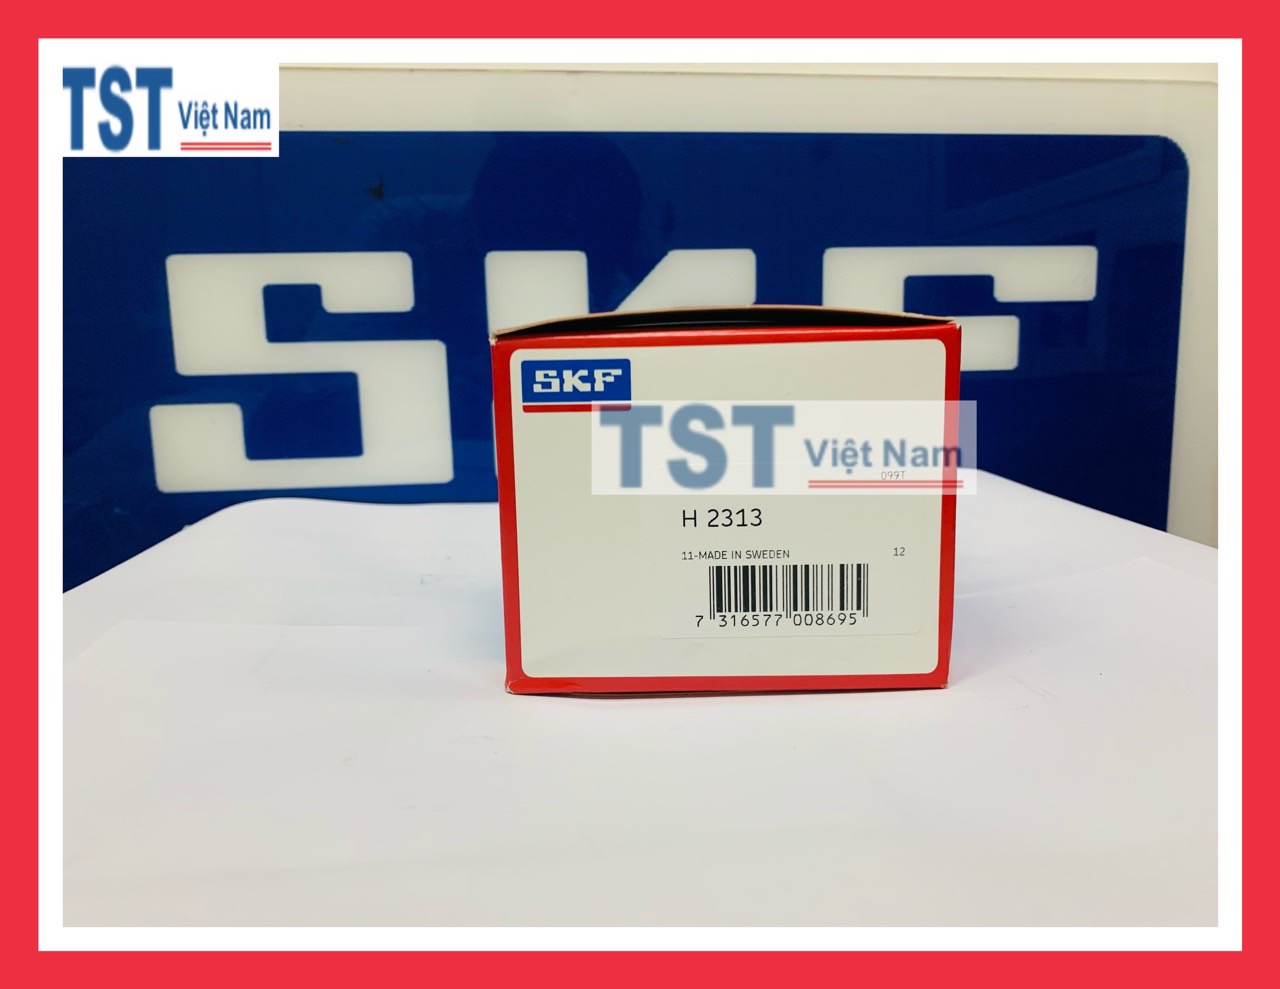 TST Việt Nam
SKF
SKF
TST Việt Nam
099T
H 2313
11-MADE IN SWEDEN 12
7 316577 008695